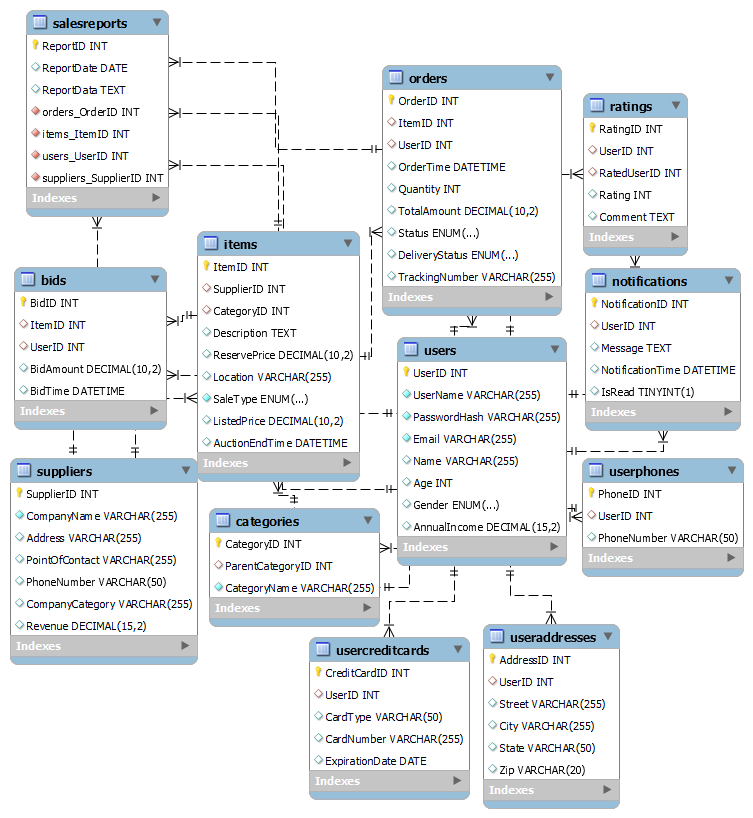 salesreports
ReportID INT
ReportDate DATE
ReportData TEXT
orders_OrderID INT
items_ItemID INT
users_UserID INT
suppliers_SupplierID INT
Indexes
orders
OrderID INT
ItemID INT
UserID INT
OrderTime DATETIME
Quantity INT
TotalAmount DECIMAL(10,2)
Status ENUM(...)
DeliveryStatus ENUM(...)
TrackingNumber VARCHAR(255)
Indexes
ratings
RatingID INT
UserID INT
RatedUserID INT
Rating INT
Comment TEXT
Indexes
items
ItemID INT
SupplierID INT
CategoryID INT
Description TEXT
ReservePrice DECIMAL(10,2)
Location VARCHAR(255)
SaleType ENUM(...)
ListedPrice DECIMAL(10,2)
AuctionEndTime DATETIME
Indexes
bids
BidID INT
ItemID INT
UserID INT
BidAmount DECIMAL(10,2)
BidTime DATETIME
Indexes
notifications
NotificationID INT
UserID INT
Message TEXT
NotificationTime DATETIME
IsRead TINYINT(1)
Indexes
users
UserID INT
UserName VARCHAR(255)
PasswordHash VARCHAR(255)
Email VARCHAR(255)
Name VARCHAR(255)
Age INT
Gender ENUM(...)
AnnualIncome DECIMAL(15,2)
Indexes
suppliers
SupplierID INT
CompanyName VARCHAR(255)
Address VARCHAR(255)
PointOfContact VARCHAR(255)
PhoneNumber VARCHAR(50)
CompanyCategory VARCHAR(255)
Revenue DECIMAL(15,2)
Indexes
userphones
PhoneID INT
UserID INT
PhoneNumber VARCHAR(50)
Indexes
categories
CategoryID INT
ParentCategoryID INT
CategoryName VARCHAR(255)
Indexes
usercreditcards
CreditCardID INT
UserID INT
CardType VARCHAR(50)
CardNumber VARCHAR(255)
ExpirationDate DATE
Indexes
useraddresses
AddressID INT
UserID INT
Street VARCHAR(255)
City VARCHAR(255)
State VARCHAR(50)
Zip VARCHAR(20)
Indexes